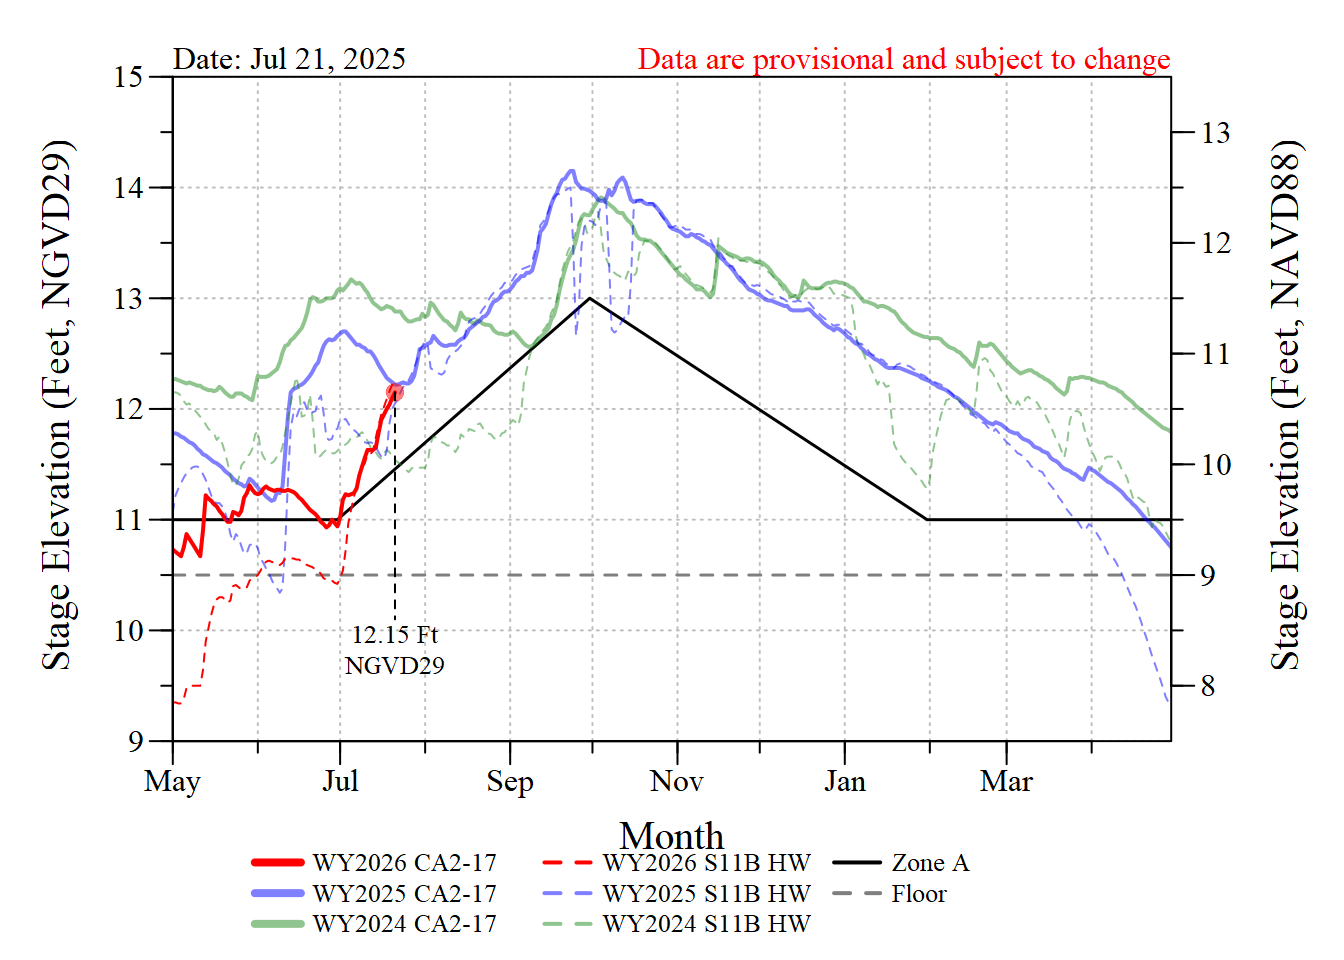 Date: Jul 21, 2025
Data are provisional and subject to change
15
14
13
12
11
10
9
13
12
11
10
9
8
Stage Elevation (Feet, NGVD29)
Stage Elevation (Feet, NAVD88)
12.15 Ft
NGVD29
May Jul Sep Nov Jan Mar
Month
WY2026 CA2-17 WY2026 S11B HW Zone A
WY2025 CA2-17 WY2025 S11B HW Floor
WY2024 CA2-17 WY2024 S11B HW